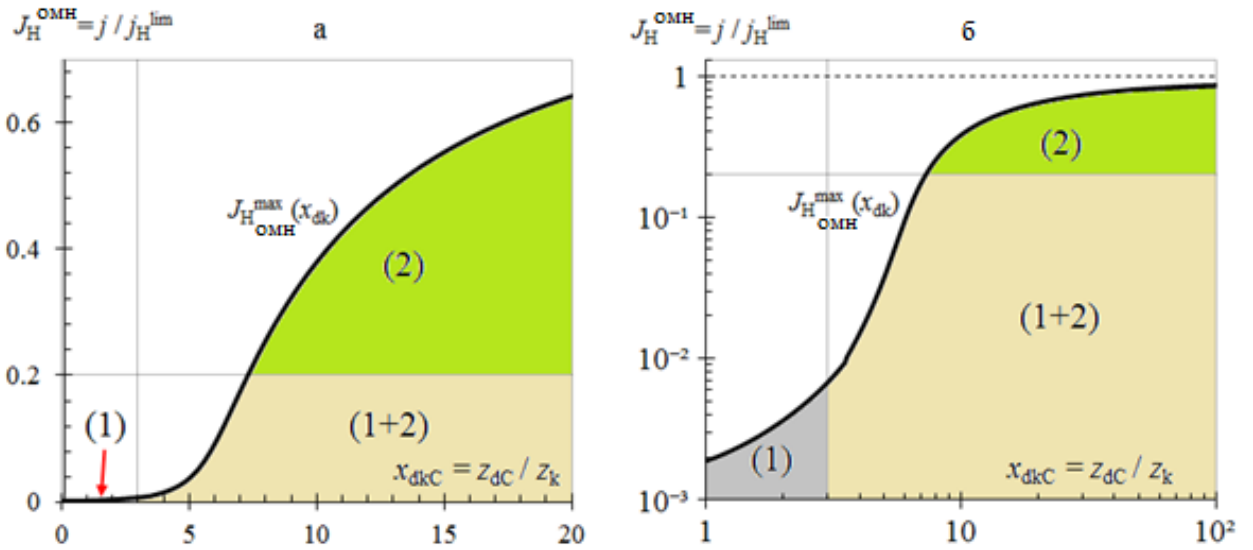 J_H^ОМН = j / j_H^lim а
0.6
J_H ОМН^max (x_dk)
0.4
(2)
0.2
(1)
(1+2)
x_dkC = z_dC / z_k
0
0 5 10 15 20
J_H^ОМН = j / j_H^lim б
1
(2)
J_H ОМН^max (x_dk)
10⁻¹
(1+2)
10⁻²
(1)
x_dkC = z_dC / z_k
10⁻³
1 10 10²